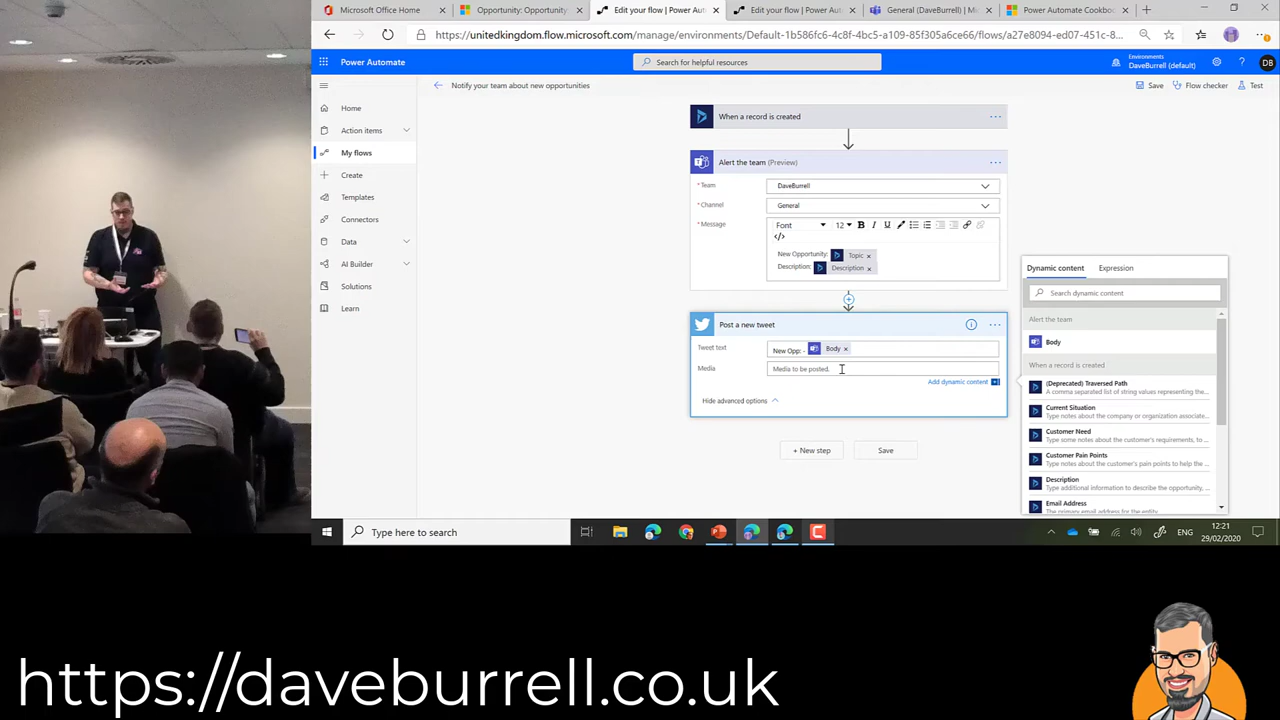 Microsoft Office Home
Opportunity: Opportunity
Edit your flow | Power Au
Edit your flow | Power Aut
General (DaveBurrell) | Mi
Power Automate Cookboo
https://unitedkingdom.flow.microsoft.com/manage/environments/Default-1b586fc6-4c8f-4bc5-a109-85f305a6ce66/flows/a27e8094-ed07-451c-8...
Power Automate
Search for helpful resources
Environments
DaveBurrell (default)
DB
Notify your team about new opportunities
Save
Flow checker
Test
Home
Action items
My flows
Create
Templates
Connectors
Data
AI Builder
Solutions
Learn
When a record is created
Alert the team (Preview)
* Team
DaveBurrell
* Channel
General
* Message
Font
12
B I U
</>
New Opportunity: Topic ×
Description: Description ×
Post a new tweet
Tweet text
New Opp: - Body ×
Media
Media to be posted.
Add dynamic content
Hide advanced options
+ New step
Save
Dynamic content
Expression
Search dynamic content
Alert the team
Body
When a record is created
(Deprecated) Traversed Path
A comma separated list of string values representing the...
Current Situation
Type notes about the company or organization associate...
Customer Need
Type some notes about the customer's requirements, to...
Customer Pain Points
Type notes about the customer's pain points to help the...
Description
Type additional information to describe the opportunity, ...
Email Address
The primary email address for the entity.
Type here to search
ENG
12:21
29/02/2020
https://daveburrell.co.uk